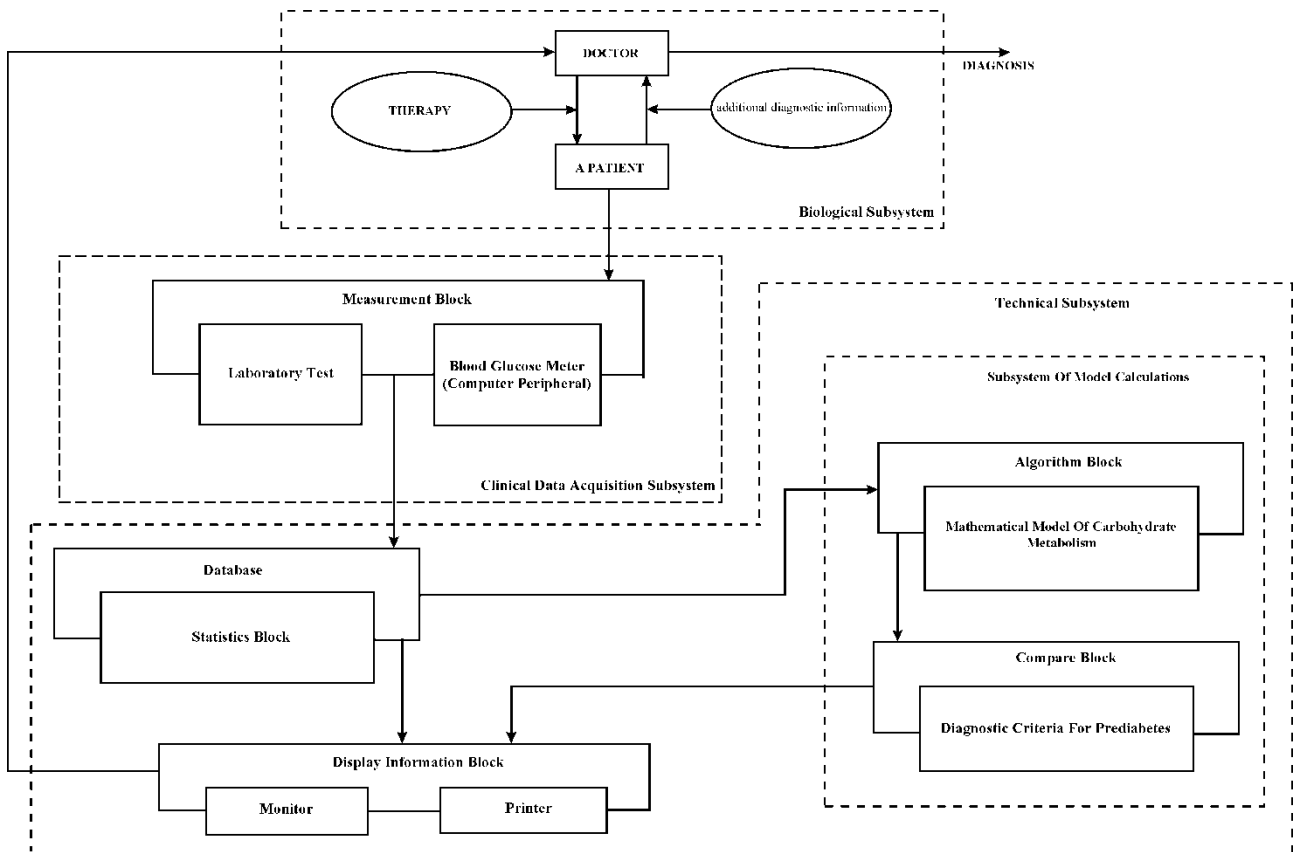 DOCTOR
DIAGNOSIS
THERAPY
additional diagnostic information
A PATIENT
Biological Subsystem
Measurement Block
Laboratory Test
Blood Glucose Meter
(Computer Peripheral)
Clinical Data Acquisition Subsystem
Technical Subsystem
Subsystem Of Model Calculations
Algorithm Block
Mathematical Model Of Carbohydrate
Metabolism
Database
Statistics Block
Compare Block
Diagnostic Criteria For Prediabetes
Display Information Block
Monitor
Printer